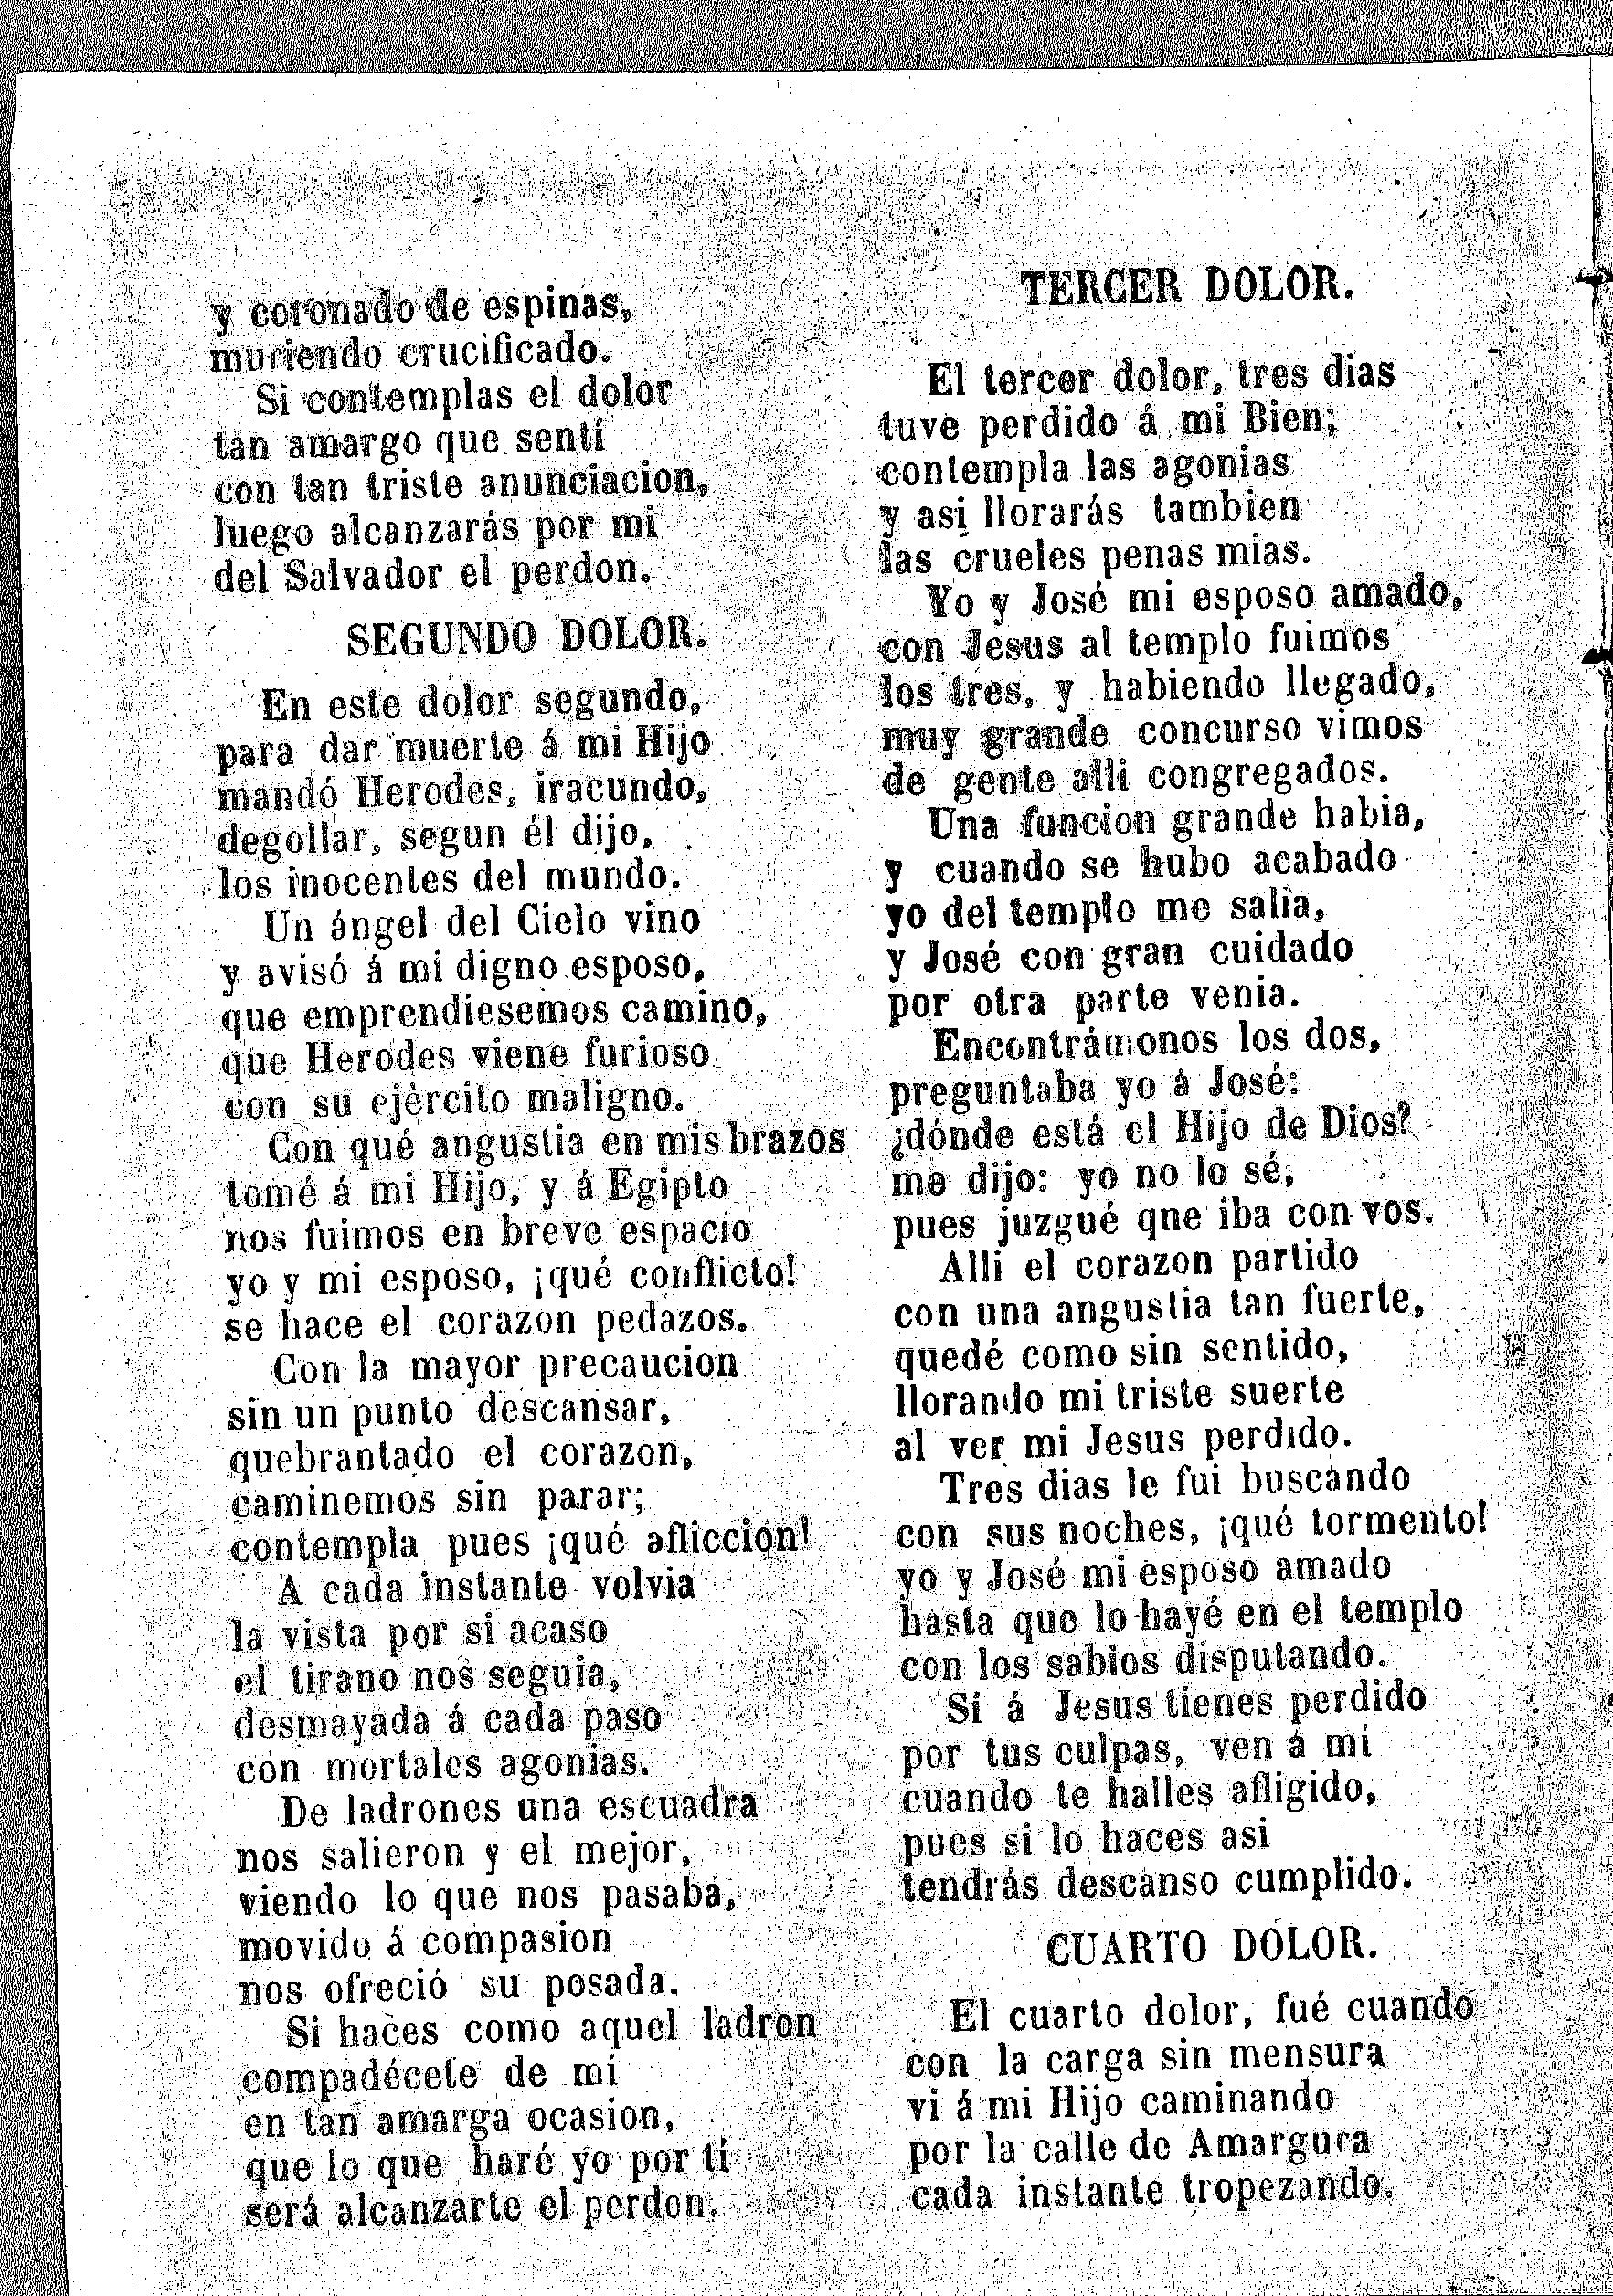 y coronado de espinas,
muriendo crucificado.
Si contemplas el dolor
tan amargo que sentí
con tan triste anunciacion,
luego alcanzarás por mi
del Salvador el perdon.
SEGUNDO DOLOR.
En este dolor segundo,
para dar muerte á mi Hijo
mandó Herodes, iracundo,
degollar, segun él dijo,
los inocentes del mundo.
Un ángel del Cielo vino
y avisó á mi digno esposo,
que emprendiesemos camino,
que Herodes viene furioso
con su ejèrcito maligno.
Con qué angustia en mis brazos
tomé á mi Hijo, y á Egipto
nos fuimos en breve espacio
yo y mi esposo, ¡qué conflicto!
se hace el corazon pedazos.
Con la mayor precaucion
sin un punto descansar,
quebrantado el corazon,
caminemos sin parar;
contempla pues ¡qué afliccion!
A cada instante volvia
la vista por si acaso
el tirano nos seguia,
desmayada á cada paso
con mortales agonias.
De ladrones una escuadra
nos salieron y el mejor,
viendo lo que nos pasaba,
movido á compasion
nos ofreció su posada.
Si haces como aquel ladron
compadécete de mí
en tan amarga ocasion,
que lo que haré yo por tí
será alcanzarte el perdon.
TERCER DOLOR.
El tercer dolor, tres dias
tuve perdido á mi Bien;
contempla las agonias
y asi llorarás tambien
las crueles penas mias.
Yo y José mi esposo amado,
con Jesus al templo fuimos
los tres, y habiendo llegado,
muy grande concurso vimos
de gente alli congregados.
Una funcion grande habia,
y cuando se hubo acabado
yo del templo me salia,
y José con gran cuidado
por otra parte venia.
Encontrámonos los dos,
preguntaba yo á José:
¿dónde está el Hijo de Dios?
me dijo: yo no lo sé,
pues juzgué qne iba con vos.
Alli el corazon partido
con una angustia tan fuerte,
quedé como sin sentido,
llorando mi triste suerte
al ver mi Jesus perdido.
Tres dias le fui buscando
con sus noches, ¡qué tormento!
yo y José mi esposo amado
hasta que lo hayé en el templo
con los sabios disputando.
Si á Jesus tienes perdido
por tus culpas, ven á mí
cuando te halles afligido,
pues si lo haces asi
tendrás descanso cumplido.
CUARTO DOLOR.
El cuarto dolor, fué cuando
con la carga sin mensura
vi á mi Hijo caminando
por la calle de Amargura
cada instante tropezando.